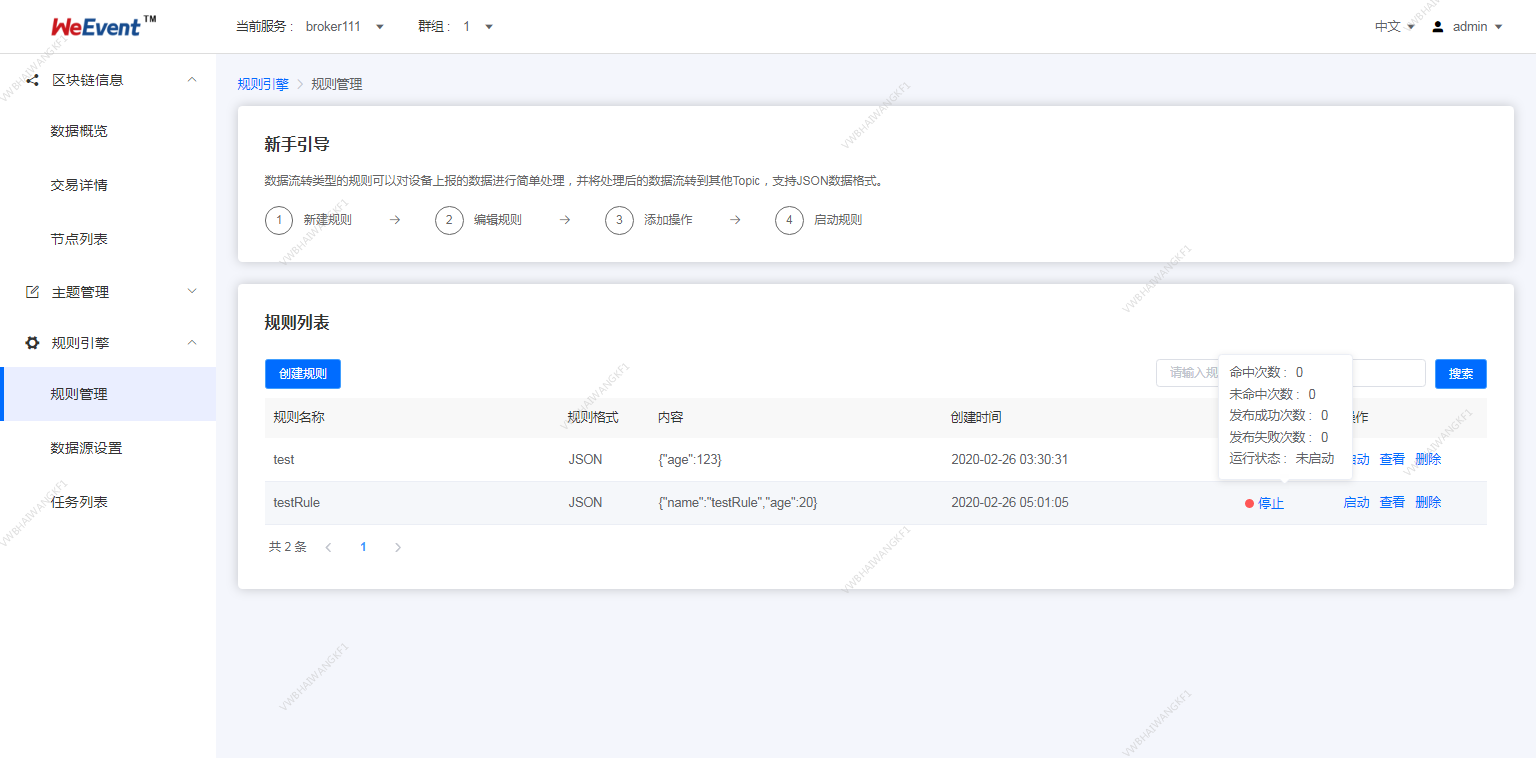 WeEvent™
当前服务： broker111
群组： 1
中文
admin
区块链信息
数据概览
交易详情
节点列表
主题管理
规则引擎
规则管理
数据源设置
任务列表
规则引擎 > 规则管理
新手引导
数据流转类型的规则可以对设备上报的数据进行简单处理，并将处理后的数据流转到其他Topic，支持JSON数据格式。
1 新建规则 → 2 编辑规则 → 3 添加操作 → 4 启动规则
规则列表
创建规则
请输入规
搜索
命中次数： 0
未命中次数： 0
发布成功次数： 0
发布失败次数： 0
运行状态： 未启动
规则名称 规则格式 内容 创建时间 作
test JSON {"age":123} 2020-02-26 03:30:31 动 查看 删除
testRule JSON {"name":"testRule","age":20} 2020-02-26 05:01:05 停止 启动 查看 删除
共 2 条 < 1 >
VWBHAIWANGKF1
VWBHAIWANGKF1
VWBHAIWANGKF1
VWBHAIWANGKF1
VWBHAIWANGKF1
VWBHAIWANGKF1
VWBHAIWANGKF1
VWBHAIWANGKF1
VWBHAIWANGKF1
VWBHAIWANGKF1
VWBHAIWANGKF1